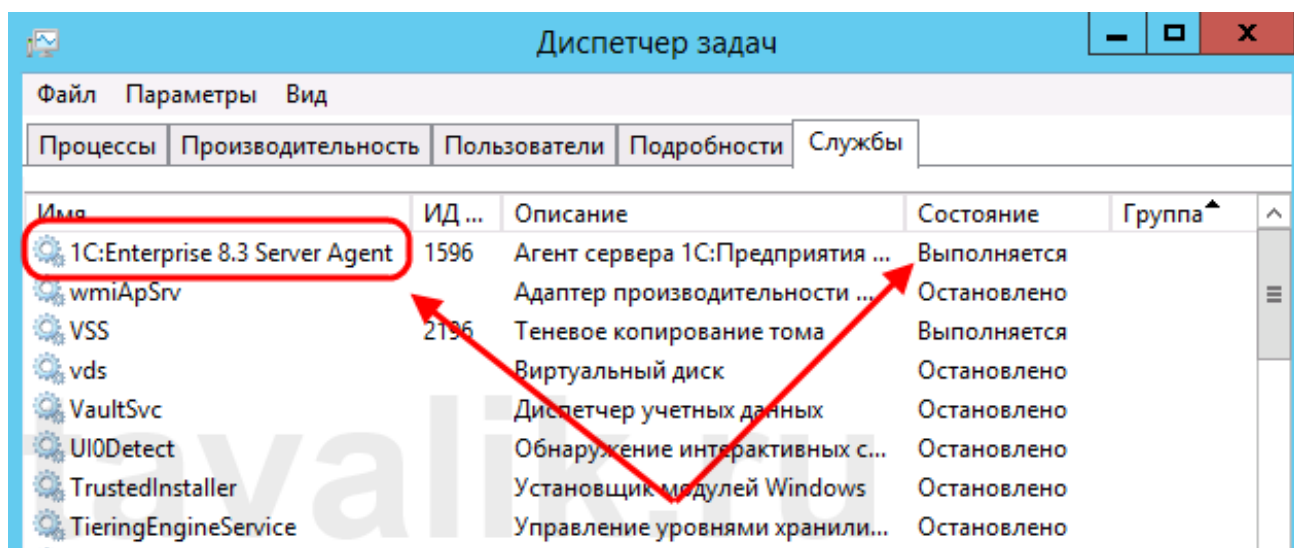 Диспетчер задач
Файл Параметры Вид
Процессы Производительность Пользователи Подробности Службы
Имя ИД ... Описание Состояние Группа
1C:Enterprise 8.3 Server Agent 1596 Агент сервера 1С:Предприятия ... Выполняется
wmiApSrv Адаптер производительности ... Остановлено
VSS 2196 Теневое копирование тома Выполняется
vds Виртуальный диск Остановлено
VaultSvc Диспетчер учетных данных Остановлено
UI0Detect Обнаружение интерактивных с... Остановлено
TrustedInstaller Установщик модулей Windows Остановлено
TieringEngineService Управление уровнями хранили... Остановлено